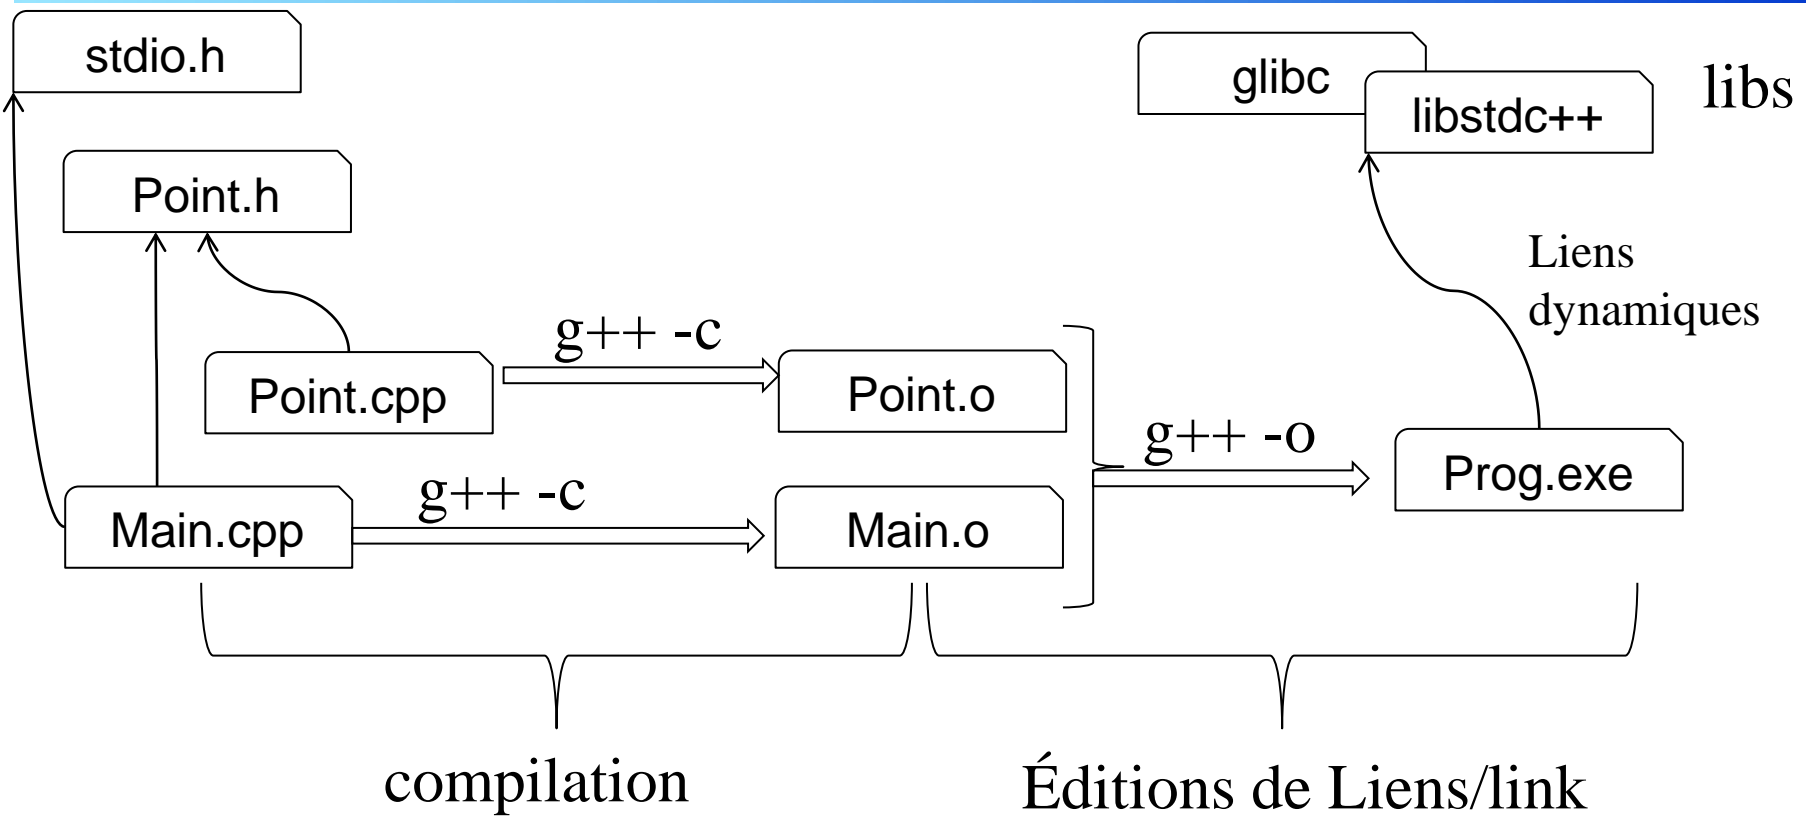 stdio.h
glibc
libstdc++
libs
Point.h
Liens
dynamiques
g++ -c
Point.cpp
Point.o
g++ -o
Prog.exe
g++ -c
Main.cpp
Main.o
compilation
Éditions de Liens/link